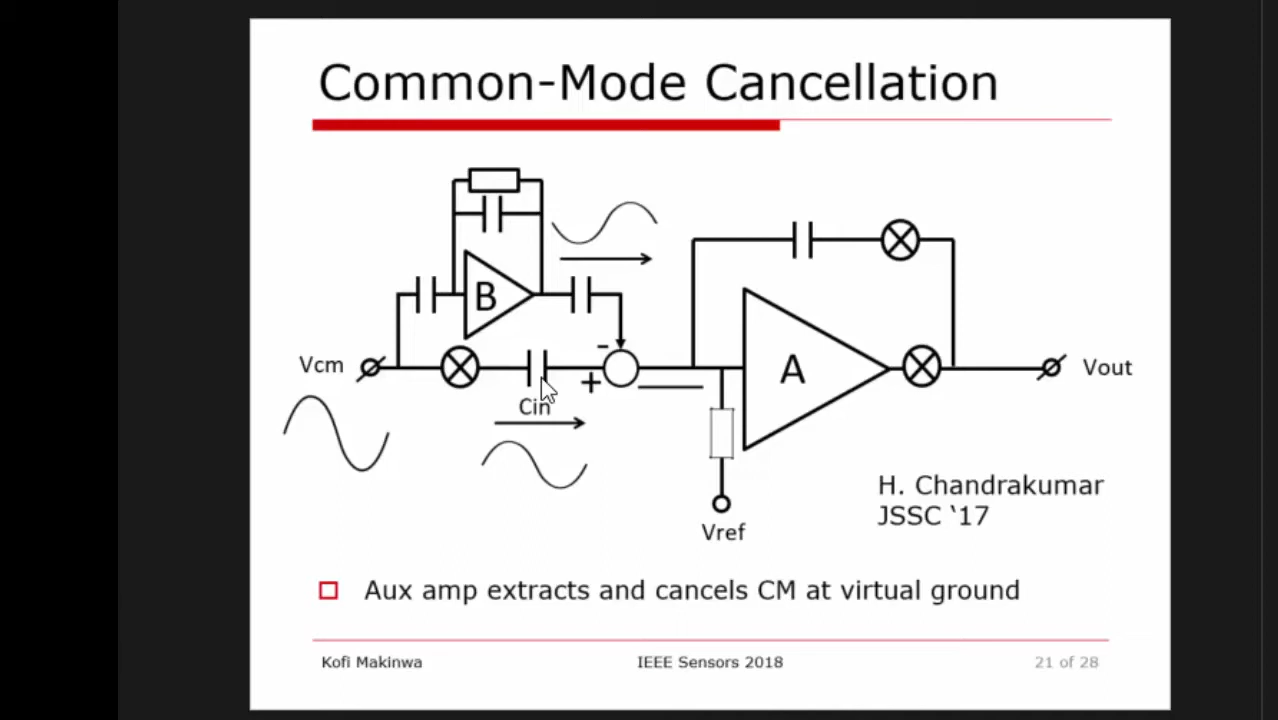 Common-Mode Cancellation
B
-
Vcm
+
Cin
A
Vout
Vref
H. Chandrakumar
JSSC ‘17
Aux amp extracts and cancels CM at virtual ground
Kofi Makinwa
IEEE Sensors 2018
21 of 28